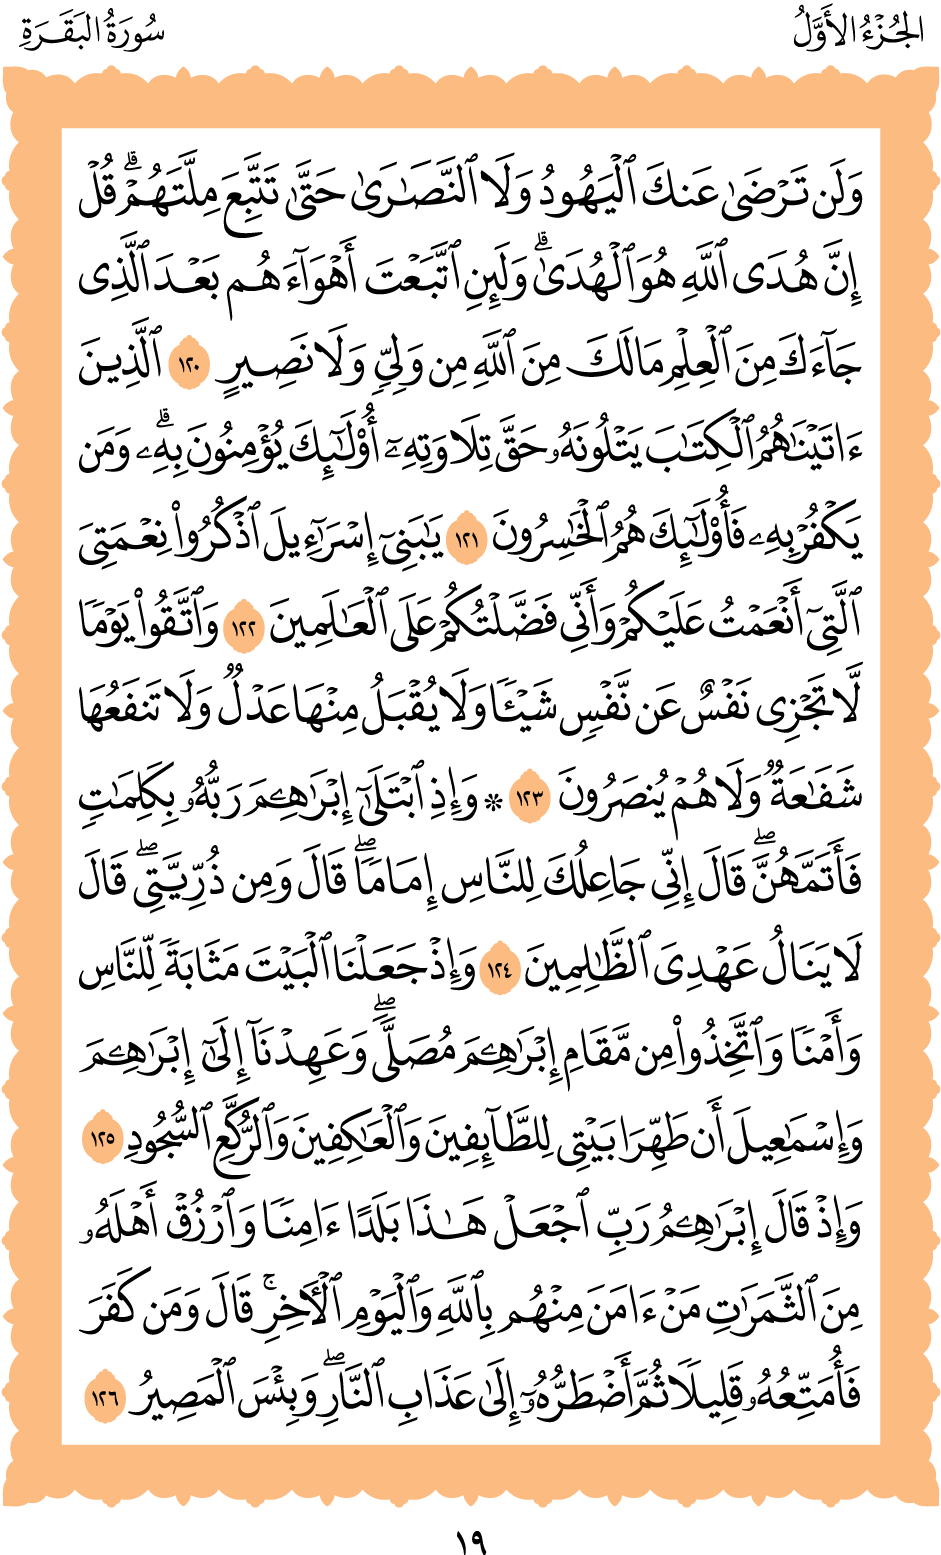 الجُزْءُ الأَوَّلُ
سُورَةُ البَقَرَةِ
وَلَن تَرْضَىٰ عَنكَ ٱلْيَهُودُ وَلَا ٱلنَّصَـٰرَىٰ حَتَّىٰ تَتَّبِعَ مِلَّتَهُمْ ۗ قُلْ
إِنَّ هُدَى ٱللَّهِ هُوَ ٱلْهُدَىٰ ۗ وَلَئِنِ ٱتَّبَعْتَ أَهْوَآءَهُم بَعْدَ ٱلَّذِى
جَآءَكَ مِنَ ٱلْعِلْمِ مَا لَكَ مِنَ ٱللَّهِ مِن وَلِىٍّ وَلَا نَصِيرٍ ١٢٠ ٱلَّذِينَ
ءَاتَيْنَـٰهُمُ ٱلْكِتَـٰبَ يَتْلُونَهُۥ حَقَّ تِلَاوَتِهِۦٓ أُو۟لَـٰٓئِكَ يُؤْمِنُونَ بِهِۦ ۗ وَمَن
يَكْفُرْ بِهِۦ فَأُو۟لَـٰٓئِكَ هُمُ ٱلْخَـٰسِرُونَ ١٢١ يَـٰبَنِىٓ إِسْرَٰٓءِيلَ ٱذْكُرُوا۟ نِعْمَتِىَ
ٱلَّتِىٓ أَنْعَمْتُ عَلَيْكُمْ وَأَنِّى فَضَّلْتُكُمْ عَلَى ٱلْعَـٰلَمِينَ ١٢٢ وَٱتَّقُوا۟ يَوْمًا
لَّا تَجْزِى نَفْسٌ عَن نَّفْسٍ شَيْـًٔا وَلَا يُقْبَلُ مِنْهَا عَدْلٌ وَلَا تَنفَعُهَا
شَفَـٰعَةٌ وَلَا هُمْ يُنصَرُونَ ١٢٣ ۞ وَإِذِ ٱبْتَلَىٰٓ إِبْرَٰهِـۧمَ رَبُّهُۥ بِكَلِمَـٰتٍ
فَأَتَمَّهُنَّ ۖ قَالَ إِنِّى جَاعِلُكَ لِلنَّاسِ إِمَامًا ۖ قَالَ وَمِن ذُرِّيَّتِى ۖ قَالَ
لَا يَنَالُ عَهْدِى ٱلظَّـٰلِمِينَ ١٢٤ وَإِذْ جَعَلْنَا ٱلْبَيْتَ مَثَابَةً لِّلنَّاسِ
وَأَمْنًا وَٱتَّخِذُوا۟ مِن مَّقَامِ إِبْرَٰهِـۧمَ مُصَلًّى ۖ وَعَهِدْنَآ إِلَىٰٓ إِبْرَٰهِـۧمَ
وَإِسْمَـٰعِيلَ أَن طَهِّرَا بَيْتِىَ لِلطَّآئِفِينَ وَٱلْعَـٰكِفِينَ وَٱلرُّكَّعِ ٱلسُّجُودِ ١٢٥
وَإِذْ قَالَ إِبْرَٰهِـۧمُ رَبِّ ٱجْعَلْ هَـٰذَا بَلَدًا ءَامِنًا وَٱرْزُقْ أَهْلَهُۥ
مِنَ ٱلثَّمَرَٰتِ مَنْ ءَامَنَ مِنْهُم بِٱللَّهِ وَٱلْيَوْمِ ٱلْـَٔاخِرِ ۚ قَالَ وَمَن كَفَرَ
فَأُمَتِّعُهُۥ قَلِيلًا ثُمَّ أَضْطَرُّهُۥٓ إِلَىٰ عَذَابِ ٱلنَّارِ ۖ وَبِئْسَ ٱلْمَصِيرُ ١٢٦
١٩